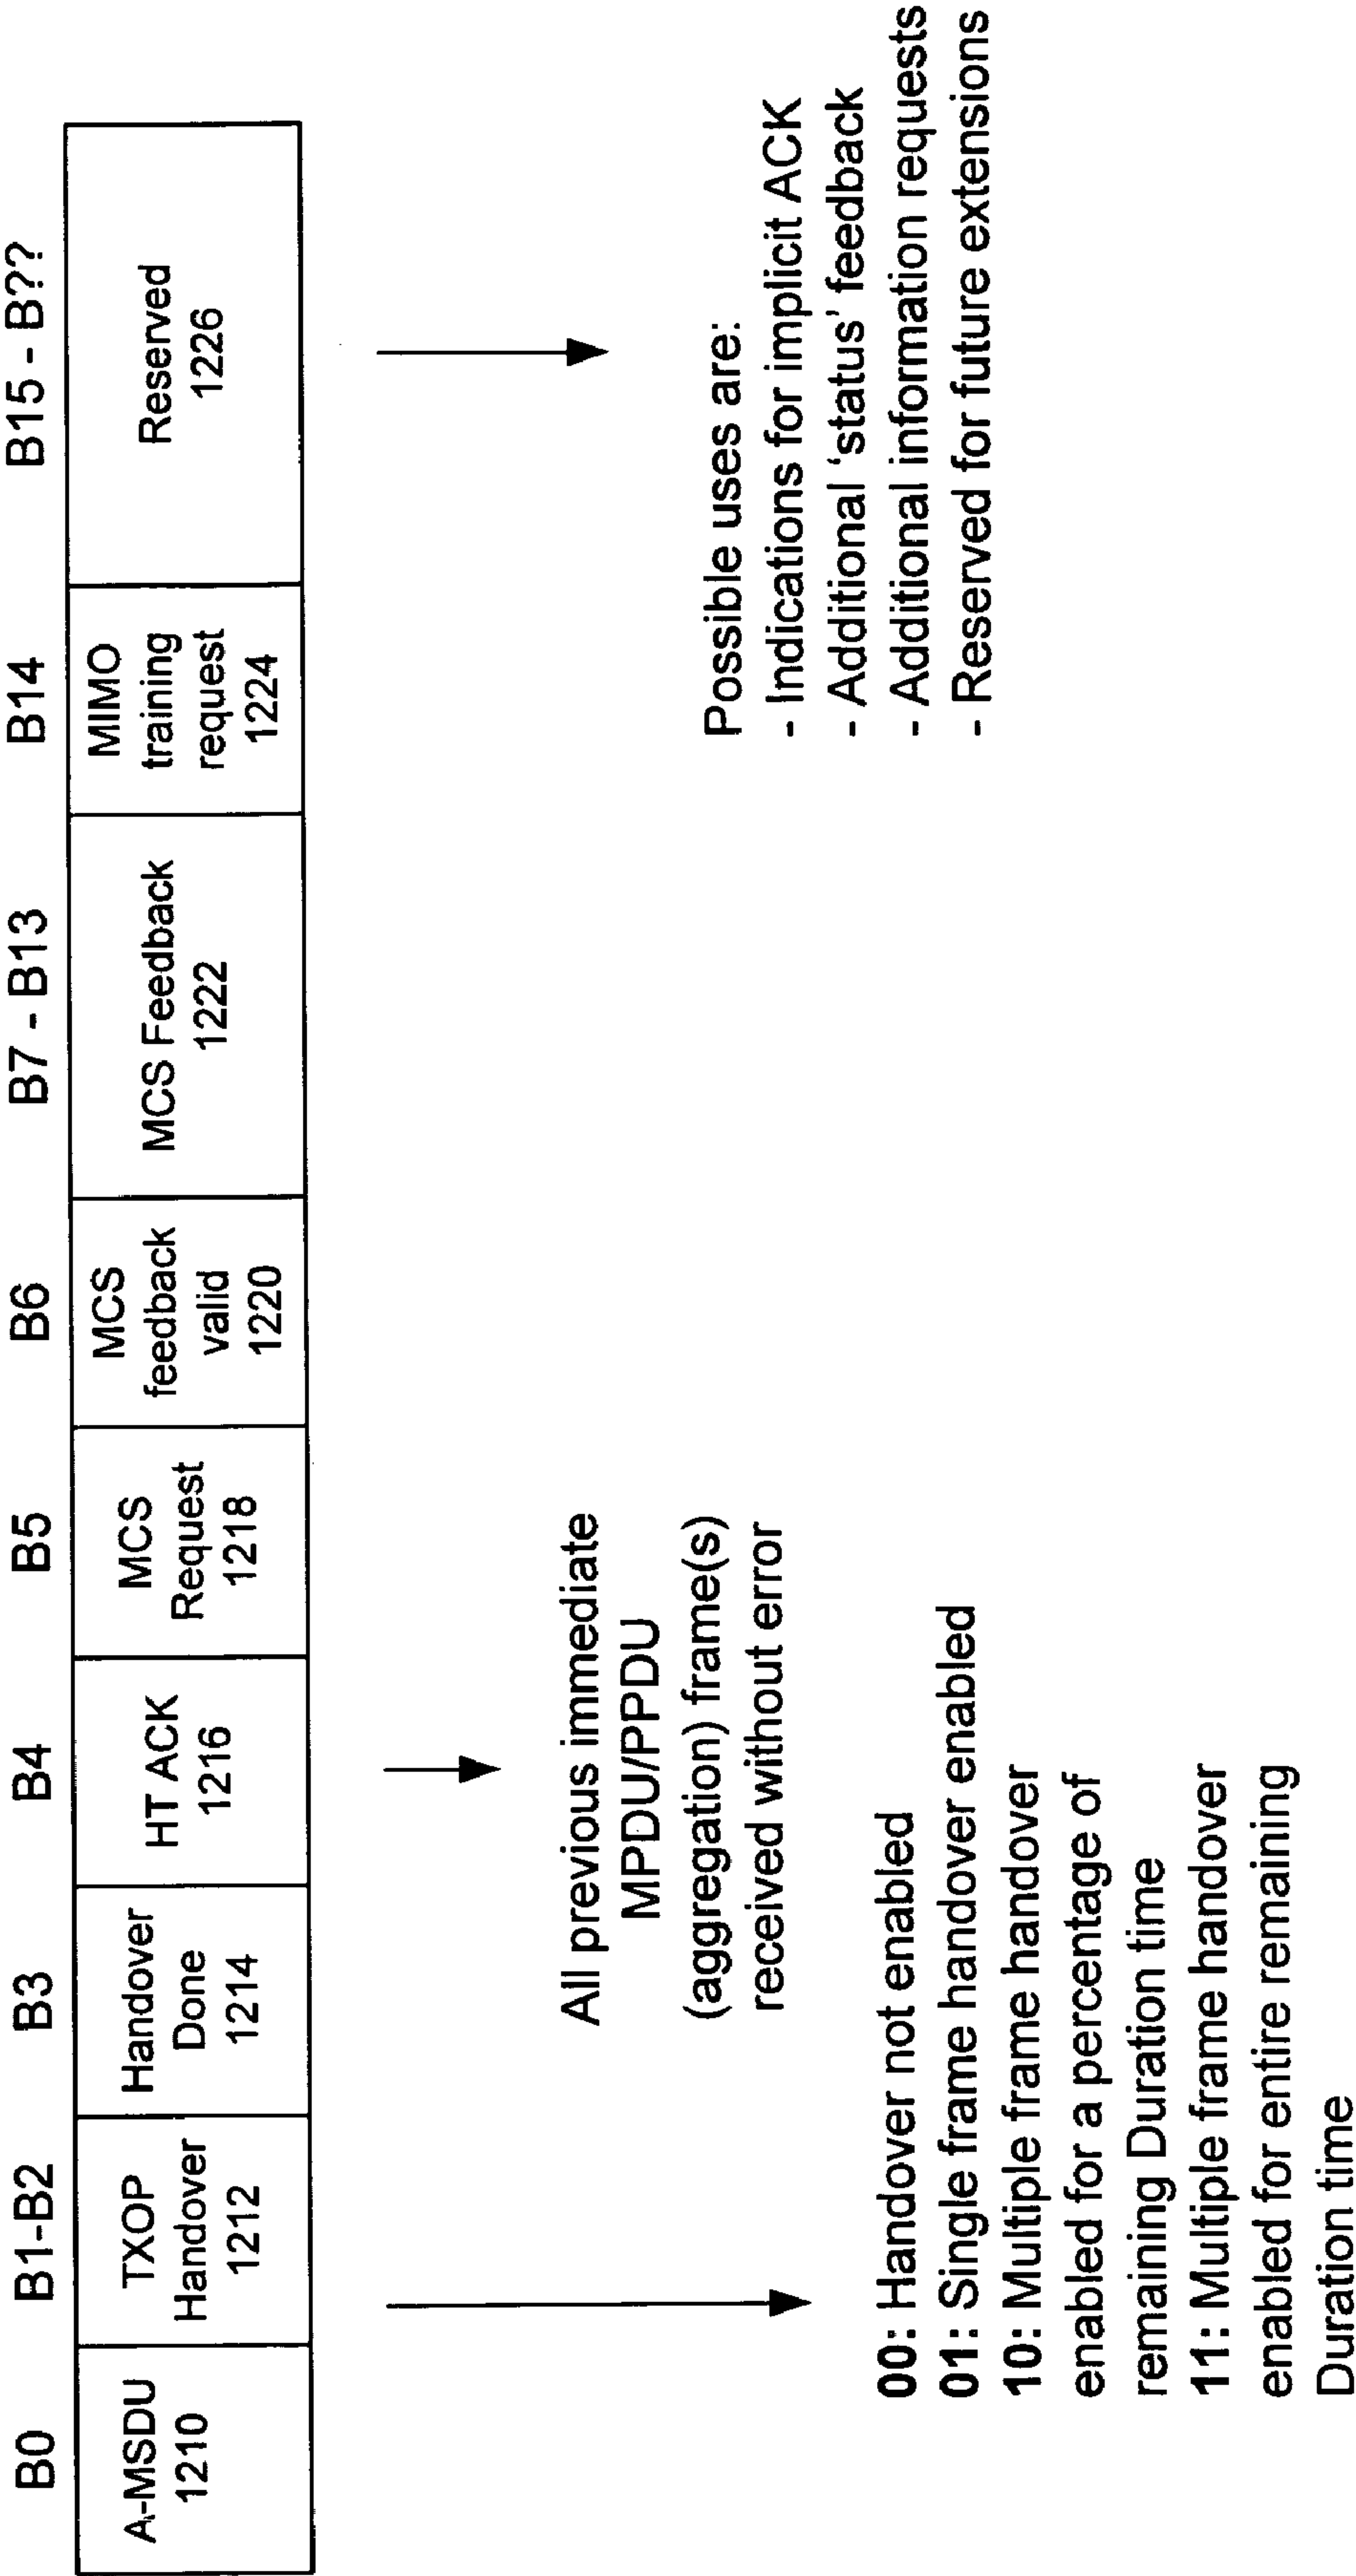 B0
B1-B2
B3
B4
B5
B6
B7 - B13
B14
B15 - B??
A-MSDU
1210
TXOP
Handover
1212
Handover
Done
1214
HT ACK
1216
MCS
Request
1218
MCS
feedback
valid
1220
MCS Feedback
1222
MIMO
training
request
1224
Reserved
1226
All previous immediate
MPDU/PPDU
(aggregation) frame(s)
received without error
00: Handover not enabled
01: Single frame handover enabled
10: Multiple frame handover
enabled for a percentage of
remaining Duration time
11: Multiple frame handover
enabled for entire remaining
Duration time
Possible uses are:
- Indications for implicit ACK
- Additional 'status' feedback
- Additional information requests
- Reserved for future extensions